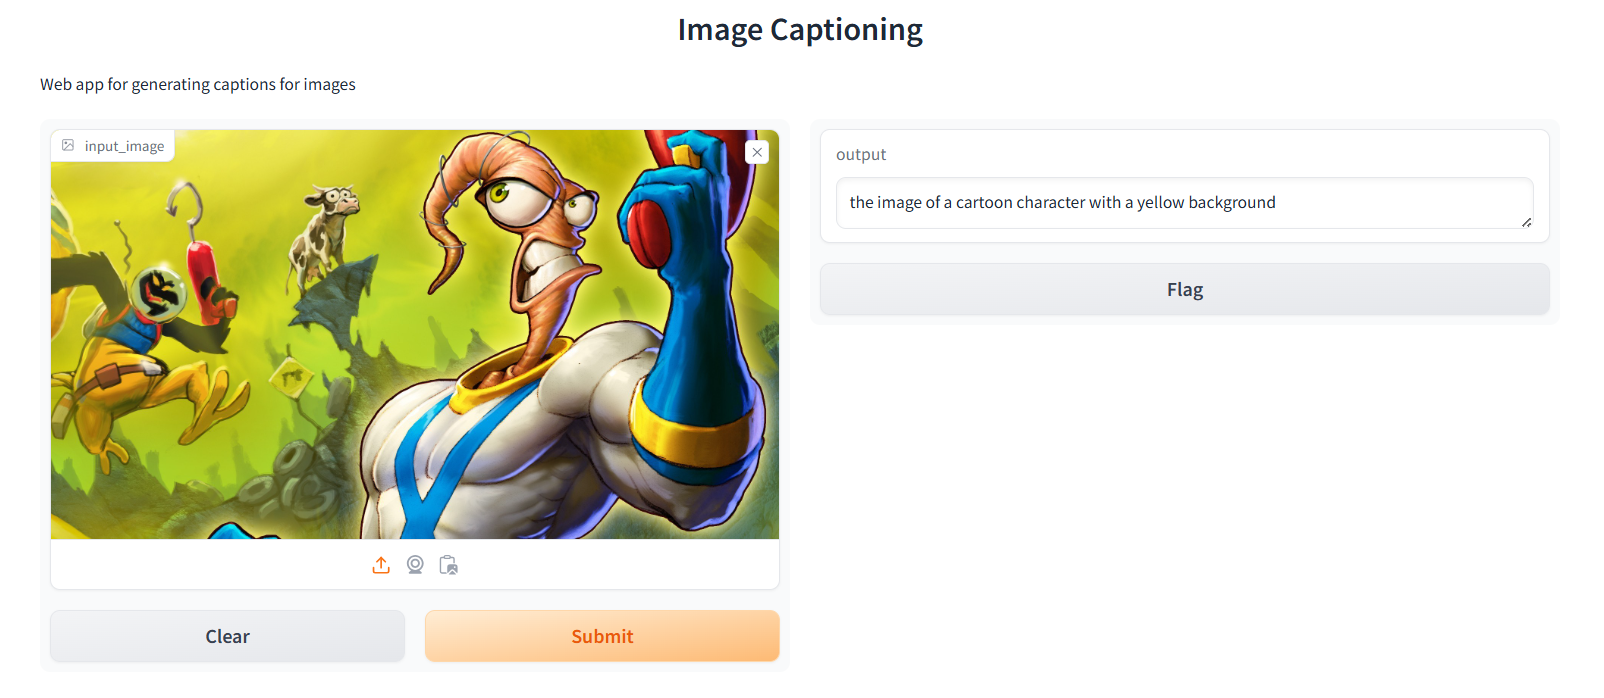 Image Captioning
Web app for generating captions for images
input_image
output
the image of a cartoon character with a yellow background
Flag
Clear
Submit